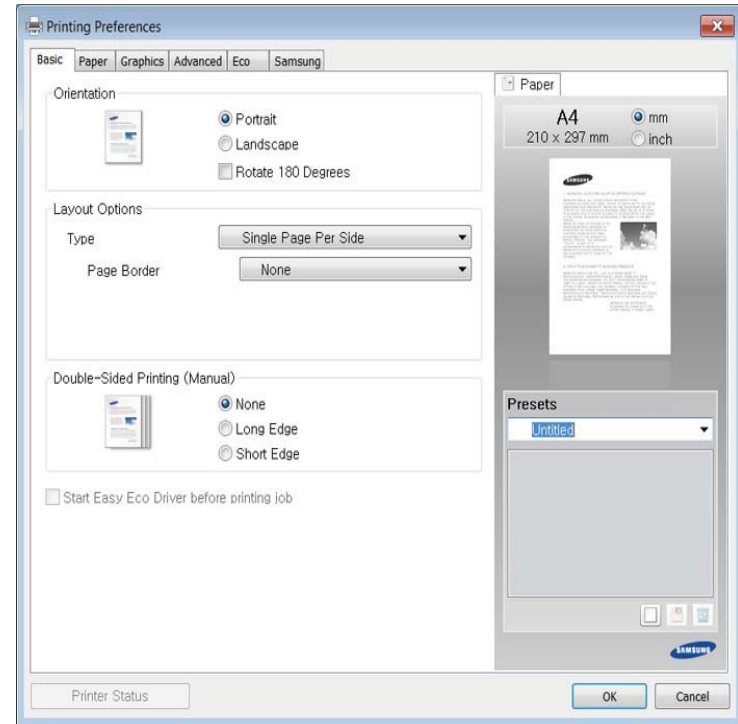 Printing Preferences
Basic Paper Graphics Advanced Eco Samsung
Orientation
Portrait
Landscape
Rotate 180 Degrees
Layout Options
Type Single Page Per Side
Page Border None
Double-Sided Printing (Manual)
None
Long Edge
Short Edge
Start Easy Eco Driver before printing job
Paper
A4 mm
210 x 297 mm inch
SAMSUNG
Presets
Untitled
SAMSUNG
Printer Status OK Cancel